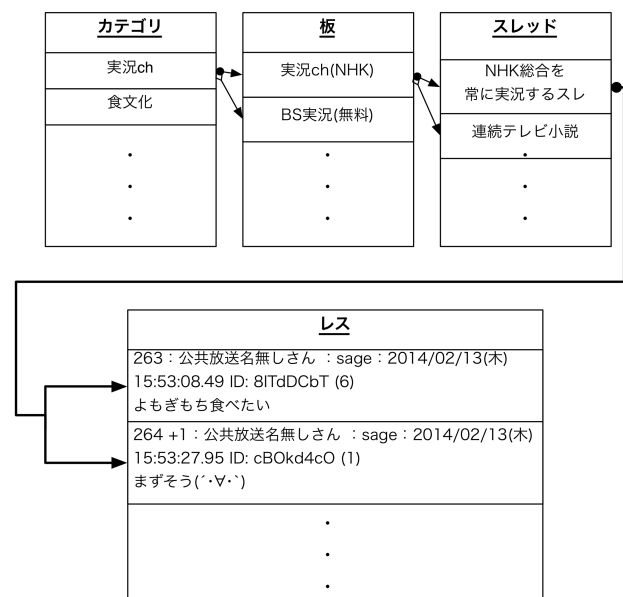 カテゴリ
実況ch
食文化
板
実況ch(NHK)
BS実況(無料)
スレッド
NHK総合を
常に実況するスレ
連続テレビ小説
レス
263：公共放送名無しさん ：sage：2014/02/13(木)
15:53:08.49 ID: 8lTdDCbT (6)
よもぎもち食べたい
264 +1：公共放送名無しさん ：sage：2014/02/13(木)
15:53:27.95 ID: cBOkd4cO (1)
まずそう(´･∀･`)